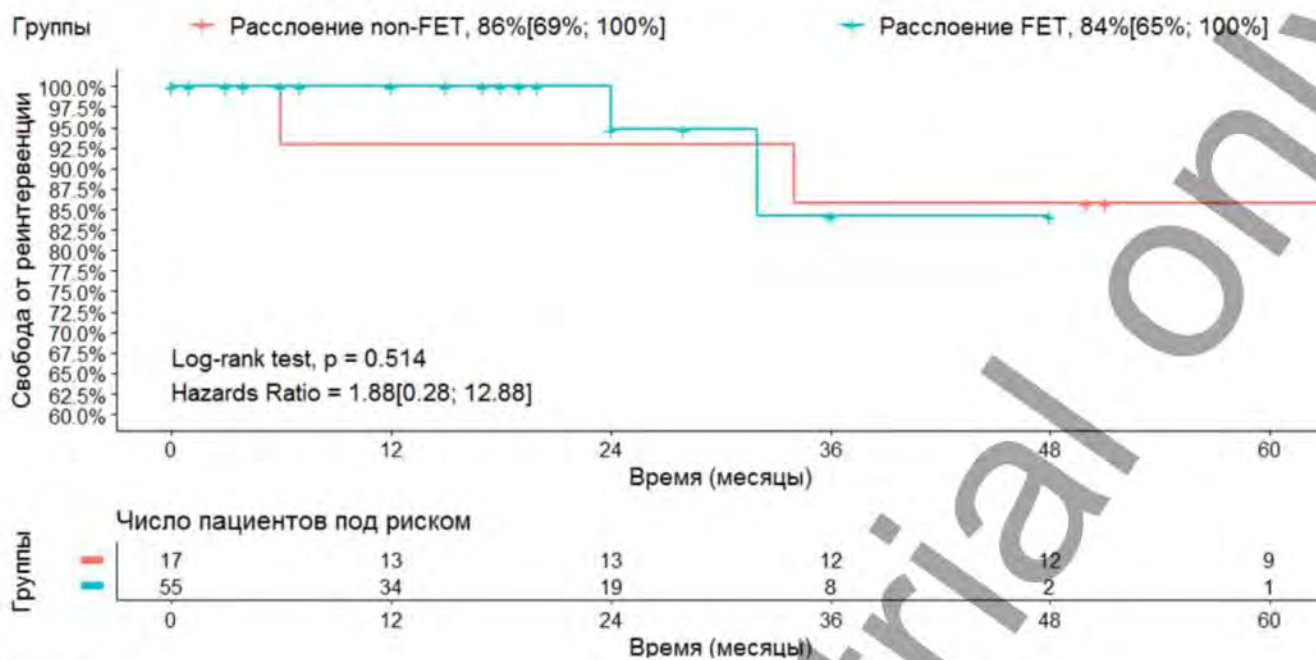 Группы Расслоение non-FET, 86%[69%; 100%] Расслоение FET, 84%[65%; 100%]
Свобода от реинтервенции
100.0%
97.5%
95.0%
92.5%
90.0%
87.5%
85.0%
82.5%
80.0%
77.5%
75.0%
72.5%
70.0%
67.5%
65.0%
62.5%
60.0%
Log-rank test, p = 0.514
Hazards Ratio = 1.88[0.28; 12.88]
0 12 24 36 48 60
Время (месяцы)
Число пациентов под риском
Группы
17 13 13 12 12 9
55 34 19 8 2 1
0 12 24 36 48 60
Время (месяцы)
rial only